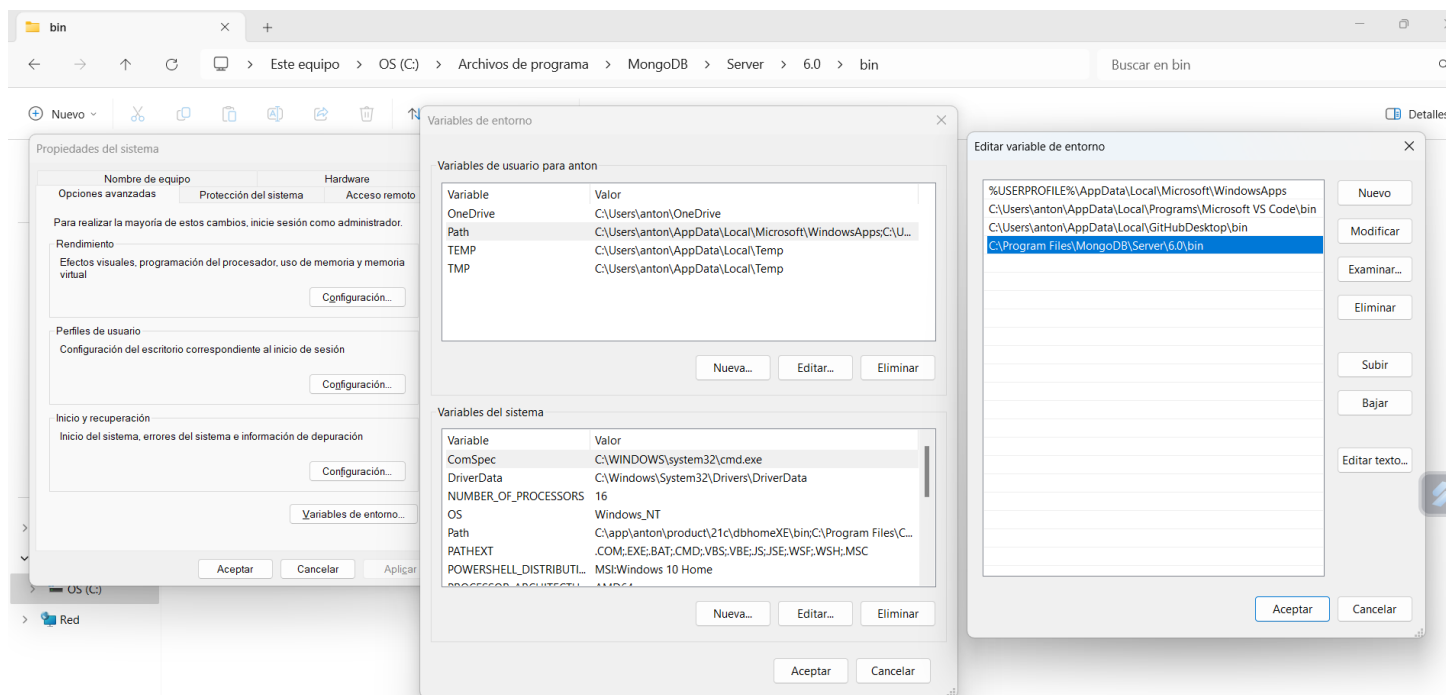 bin
Este equipo > OS (C:) > Archivos de programa > MongoDB > Server > 6.0 > bin
Buscar en bin
Nuevo
Detalles
Propiedades del sistema
Nombre de equipo
Hardware
Opciones avanzadas
Protección del sistema
Acceso remoto
Para realizar la mayoría de estos cambios, inicie sesión como administrador.
Rendimiento
Efectos visuales, programación del procesador, uso de memoria y memoria
virtual
Configuración...
Perfiles de usuario
Configuración del escritorio correspondiente al inicio de sesión
Configuración...
Inicio y recuperación
Inicio del sistema, errores del sistema e información de depuración
Configuración...
Variables de entorno...
Aceptar
Cancelar
Aplicar
OS (C:)
Red
Variables de entorno
Variables de usuario para anton
Variable Valor
OneDrive C:\Users\anton\OneDrive
Path C:\Users\anton\AppData\Local\Microsoft\WindowsApps;C:\U...
TEMP C:\Users\anton\AppData\Local\Temp
TMP C:\Users\anton\AppData\Local\Temp
Nueva...
Editar...
Eliminar
Variables del sistema
Variable Valor
ComSpec C:\WINDOWS\system32\cmd.exe
DriverData C:\Windows\System32\Drivers\DriverData
NUMBER_OF_PROCESSORS 16
OS Windows_NT
Path C:\app\anton\product\21c\dbhomeXE\bin;C:\Program Files\C...
PATHEXT .COM;.EXE;.BAT;.CMD;.VBS;.VBE;.JS;.JSE;.WSF;.WSH;.MSC
POWERSHELL_DISTRIBUTI... MSI:Windows 10 Home
Nueva...
Editar...
Eliminar
Aceptar
Cancelar
Editar variable de entorno
%USERPROFILE%\AppData\Local\Microsoft\WindowsApps
C:\Users\anton\AppData\Local\Programs\Microsoft VS Code\bin
C:\Users\anton\AppData\Local\GitHubDesktop\bin
C:\Program Files\MongoDB\Server\6.0\bin
Nuevo
Modificar
Examinar...
Eliminar
Subir
Bajar
Editar texto...
Aceptar
Cancelar